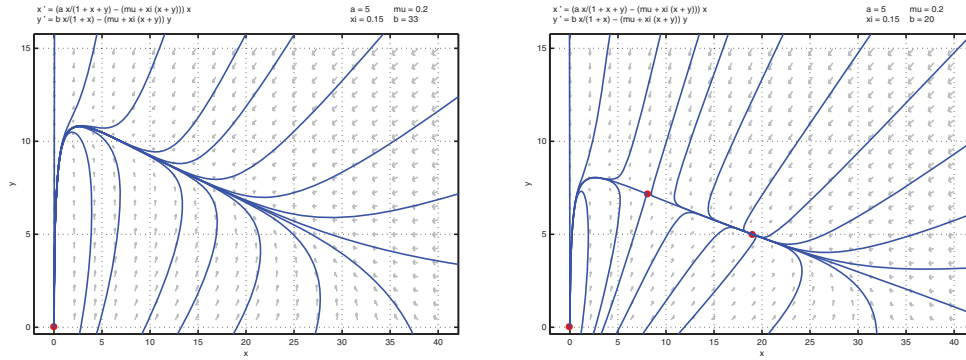 x ' = (a x/(1 + x + y) − (mu + xi (x + y))) x
y ' = b x/(1 + x) − (mu + xi (x + y)) y
a = 5 mu = 0.2
xi = 0.15 b = 33
15
10
5
0
y
0 5 10 15 20 25 30 35 40
x
x ' = (a x/(1 + x + y) − (mu + xi (x + y))) x
y ' = b x/(1 + x) − (mu + xi (x + y)) y
a = 5 mu = 0.2
xi = 0.15 b = 20
15
10
5
0
y
0 5 10 15 20 25 30 35 40
x